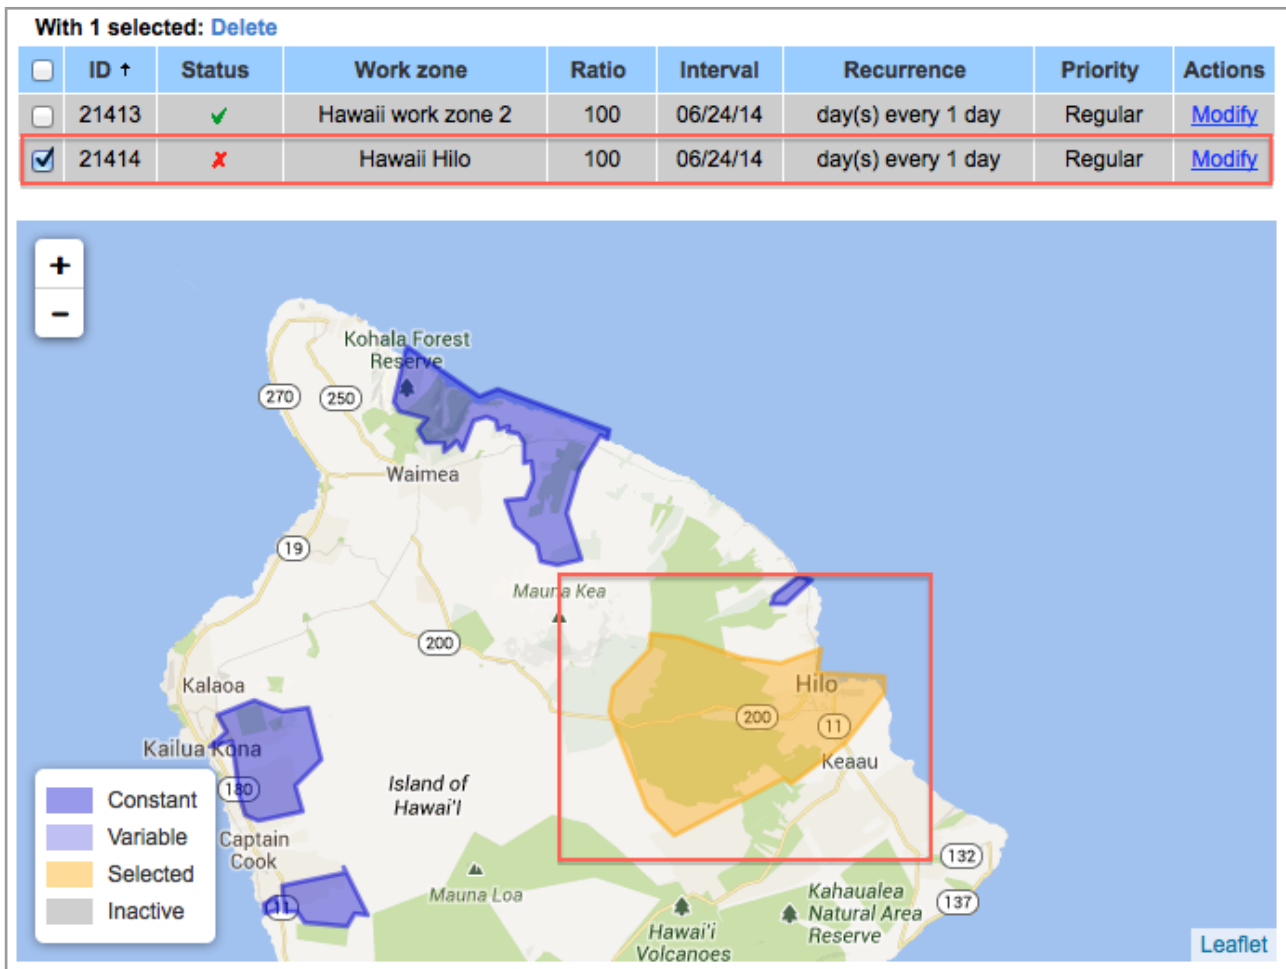 With 1 selected: Delete
ID ↑ Status Work zone Ratio Interval Recurrence Priority Actions
21413 Hawaii work zone 2 100 06/24/14 day(s) every 1 day Regular Modify
21414 Hawaii Hilo 100 06/24/14 day(s) every 1 day Regular Modify
+
−
Kohala Forest
Reserve
270
250
Waimea
19
Mauna Kea
200
Kalaoa
Hilo
200
11
Kailua Kona
Keaau
180
Island of
Hawai'I
Captain
Cook
11
Mauna Loa
132
137
Kahaualea
Natural Area
Reserve
Hawai'i
Volcanoes
Constant
Variable
Selected
Inactive
Leaflet